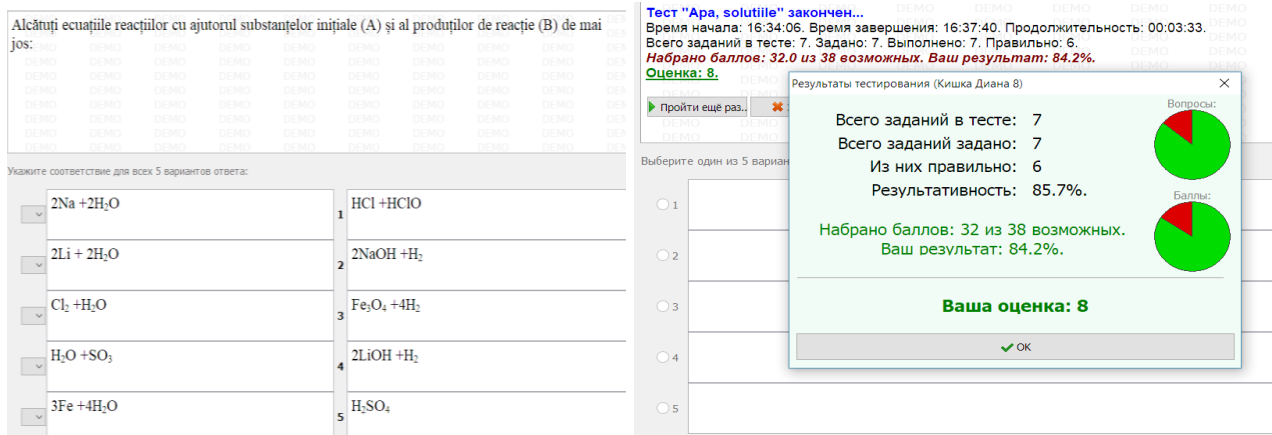 Alcătuți ecuațiile reacțiilor cu ajutorul substanțelor inițiale (A) și al produților de reacție (B) de mai
jos:
Укажите соответствие для всех 5 вариантов ответа:
2Na +2H₂O
1 HCl +HClO
2Li + 2H₂O
2 2NaOH +H₂
Cl₂ +H₂O
3 Fe₃O₄ +4H₂
H₂O +SO₃
4 2LiOH +H₂
3Fe +4H₂O
5 H₂SO₄
Тест "Apa, solutiile" закончен...
Время начала: 16:34:06. Время завершения: 16:37:40. Продолжительность: 00:03:33.
Всего заданий в тесте: 7. Задано: 7. Выполнено: 7. Правильно: 6.
Набрано баллов: 32.0 из 38 возможных. Ваш результат: 84.2%.
Оценка: 8.
Пройти ещё раз..
Выберите один из 5 вариан
1
2
3
4
5
Результаты тестирования (Кишка Диана 8)
Вопросы:
Всего заданий в тесте: 7
Всего заданий задано: 7
Из них правильно: 6
Результативность: 85.7%.
Баллы:
Набрано баллов: 32 из 38 возможных.
Ваш результат: 84.2%.
Ваша оценка: 8
OK
DEMO